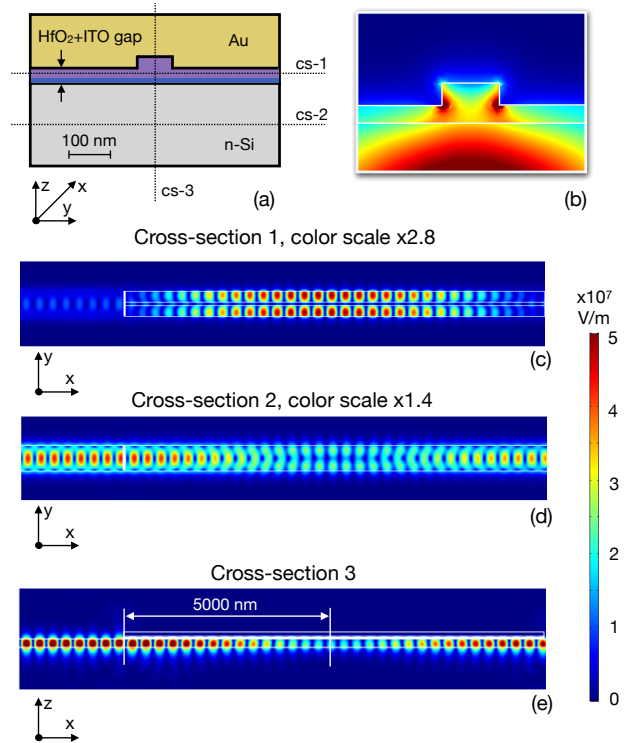 HfO₂+ITO gap
Au
cs-1
cs-2
100 nm
n-Si
z
x
y
cs-3
(a)
(b)
Cross-section 1, color scale x2.8
x10⁷
V/m
y
x
(c)
5
Cross-section 2, color scale x1.4
4
y
x
(d)
3
Cross-section 3
5000 nm
2
1
z
x
(e)
0